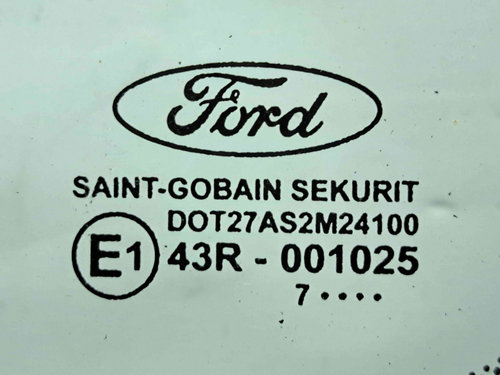 Ford
SAINT-GOBAIN SEKURIT
DOT27AS2M24100
E1 43R - 001025
7 ••••